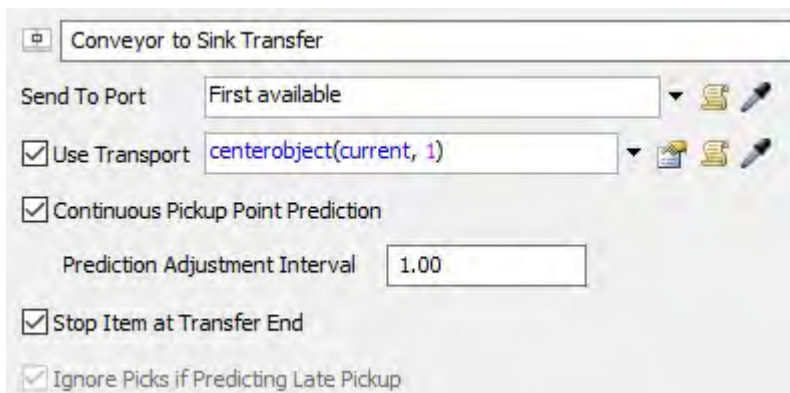 Conveyor to Sink Transfer
Send To Port First available
Use Transport centerobject(current, 1)
Continuous Pickup Point Prediction
Prediction Adjustment Interval 1.00
Stop Item at Transfer End
Ignore Picks if Predicting Late Pickup